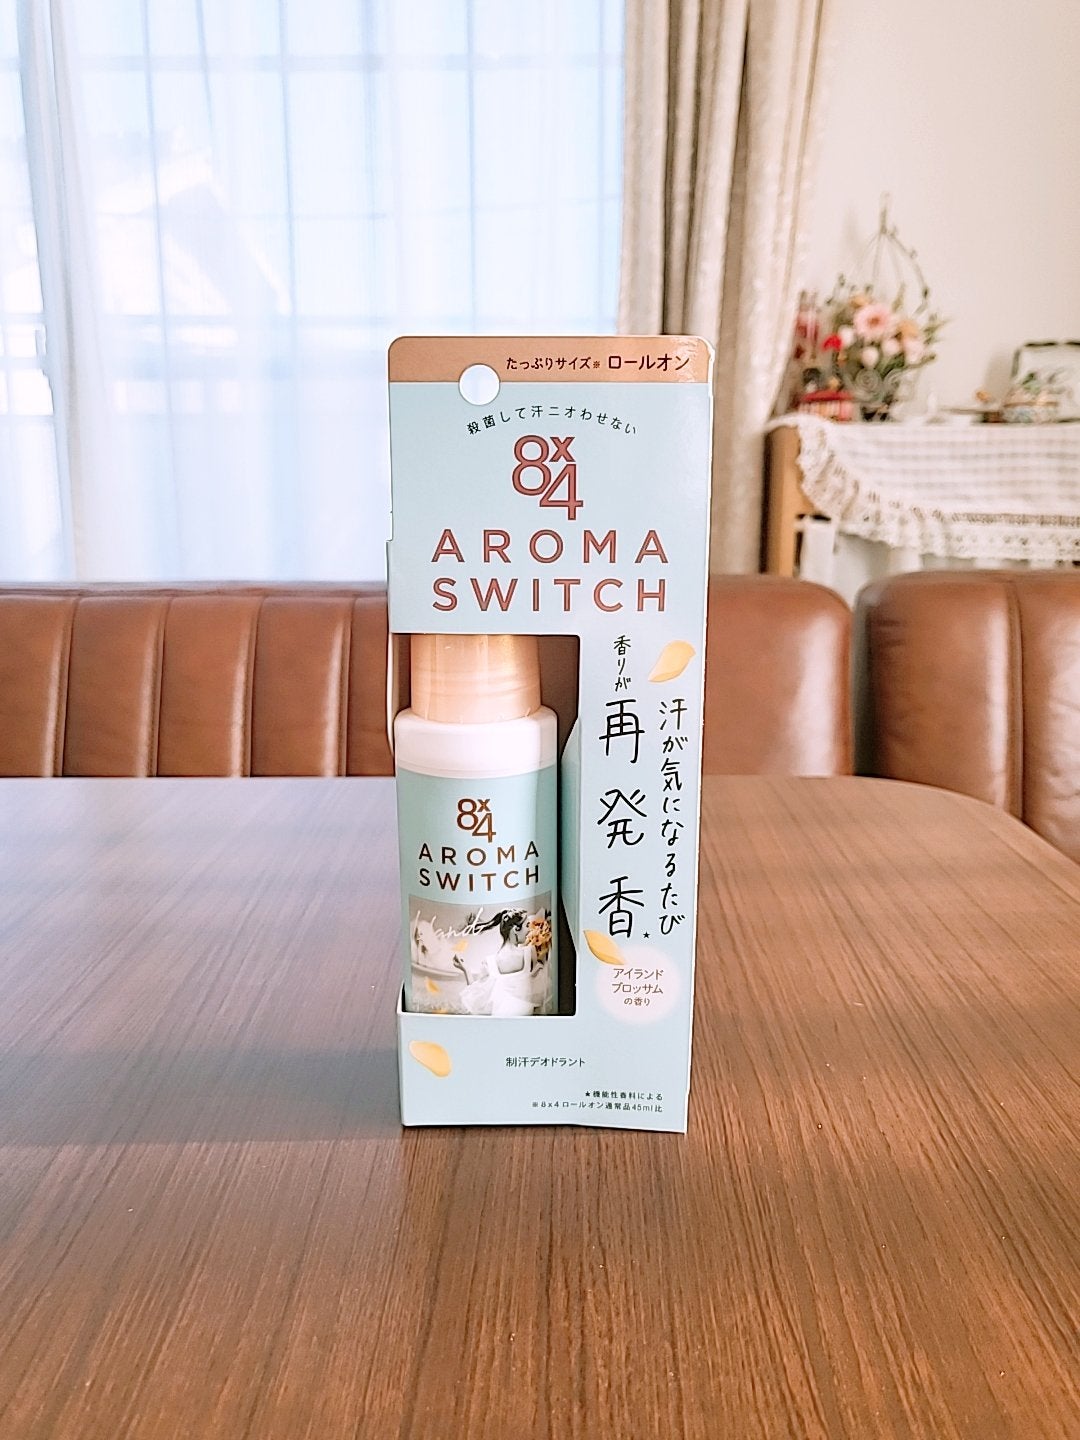 たっぷりサイズ※ ロールオン
殺菌して汗ニオわせない
8x4
AROMA
SWITCH
汗が気になるたび
香りが
再発香★
アイランド
ブロッサム
の香り
8x4
AROMA
SWITCH
制汗デオドラント
★機能性香料による
※8x4ロールオン通常品45ml比